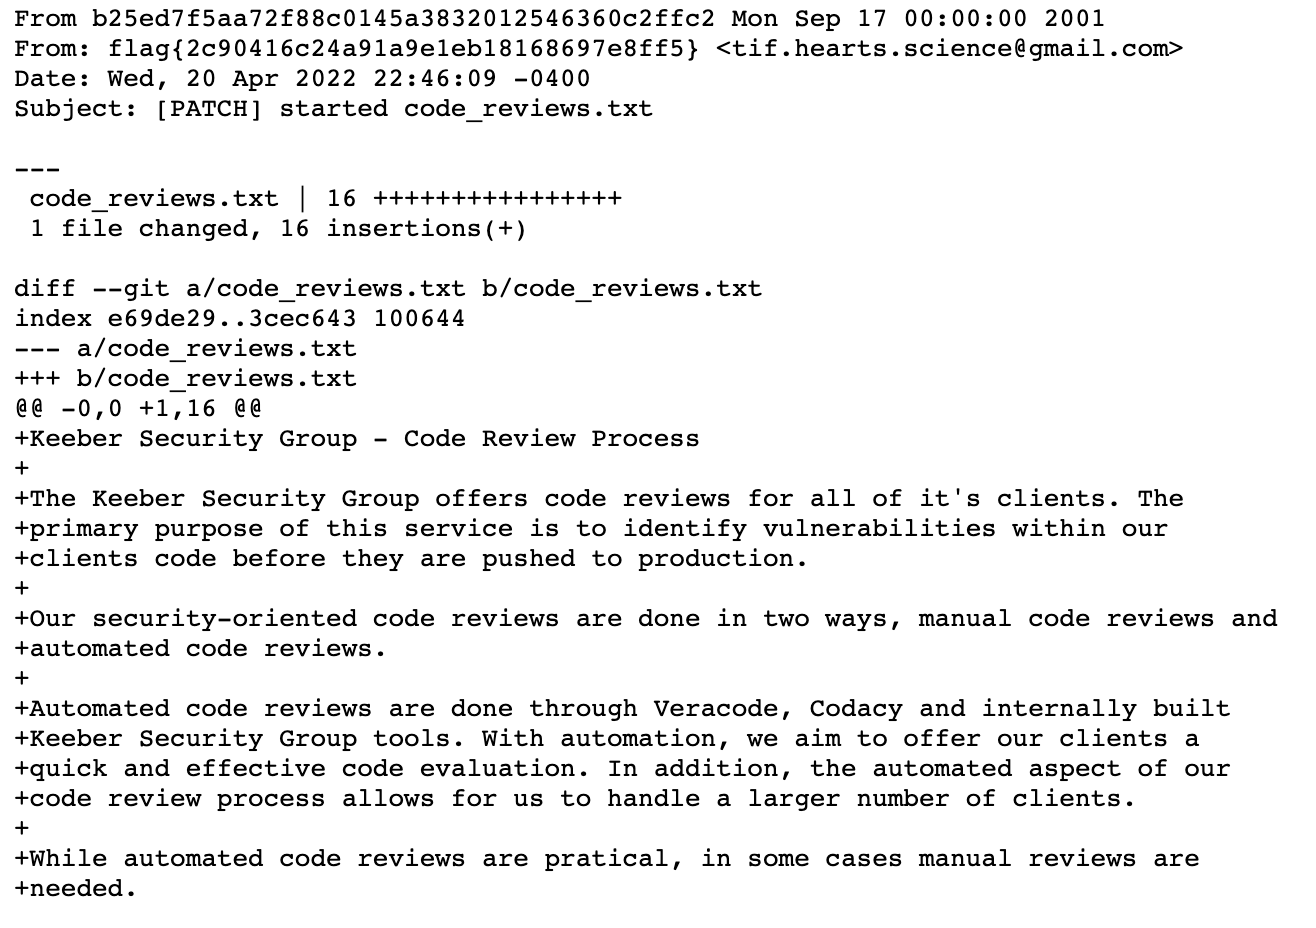 From b25ed7f5aa72f88c0145a3832012546360c2ffc2 Mon Sep 17 00:00:00 2001
From: flag{2c90416c24a91a9e1eb18168697e8ff5} <tif.hearts.science@gmail.com>
Date: Wed, 20 Apr 2022 22:46:09 -0400
Subject: [PATCH] started code_reviews.txt

---
 code_reviews.txt | 16 ++++++++++++++++
 1 file changed, 16 insertions(+)

diff --git a/code_reviews.txt b/code_reviews.txt
index e69de29..3cec643 100644
--- a/code_reviews.txt
+++ b/code_reviews.txt
@@ -0,0 +1,16 @@
+Keeber Security Group - Code Review Process
+
+The Keeber Security Group offers code reviews for all of it's clients. The
+primary purpose of this service is to identify vulnerabilities within our
+clients code before they are pushed to production.
+
+Our security-oriented code reviews are done in two ways, manual code reviews and
+automated code reviews.
+
+Automated code reviews are done through Veracode, Codacy and internally built
+Keeber Security Group tools. With automation, we aim to offer our clients a
+quick and effective code evaluation. In addition, the automated aspect of our
+code review process allows for us to handle a larger number of clients.
+
+While automated code reviews are pratical, in some cases manual reviews are
+needed.